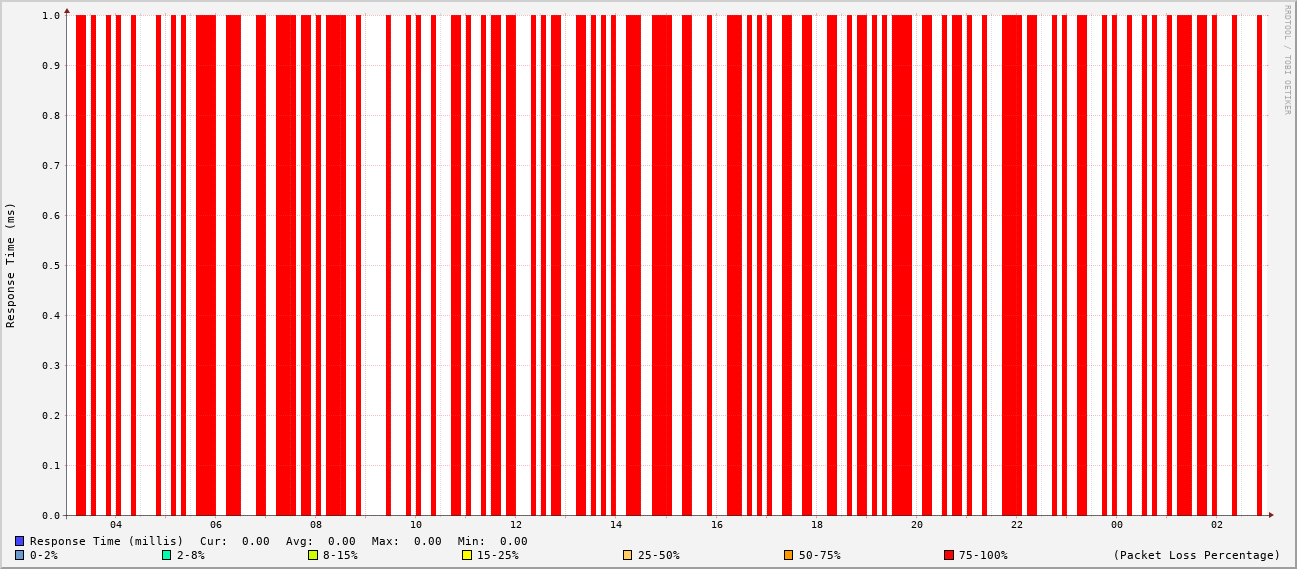 RRDTOOL / TOBI OETIKER
Response Time (ms)
1.0
0.9
0.8
0.7
0.6
0.5
0.4
0.3
0.2
0.1
0.0
04 06 08 10 12 14 16 18 20 22 00 02
Response Time (millis) Cur: 0.00 Avg: 0.00 Max: 0.00 Min: 0.00
0-2% 2-8% 8-15% 15-25% 25-50% 50-75% 75-100% (Packet Loss Percentage)